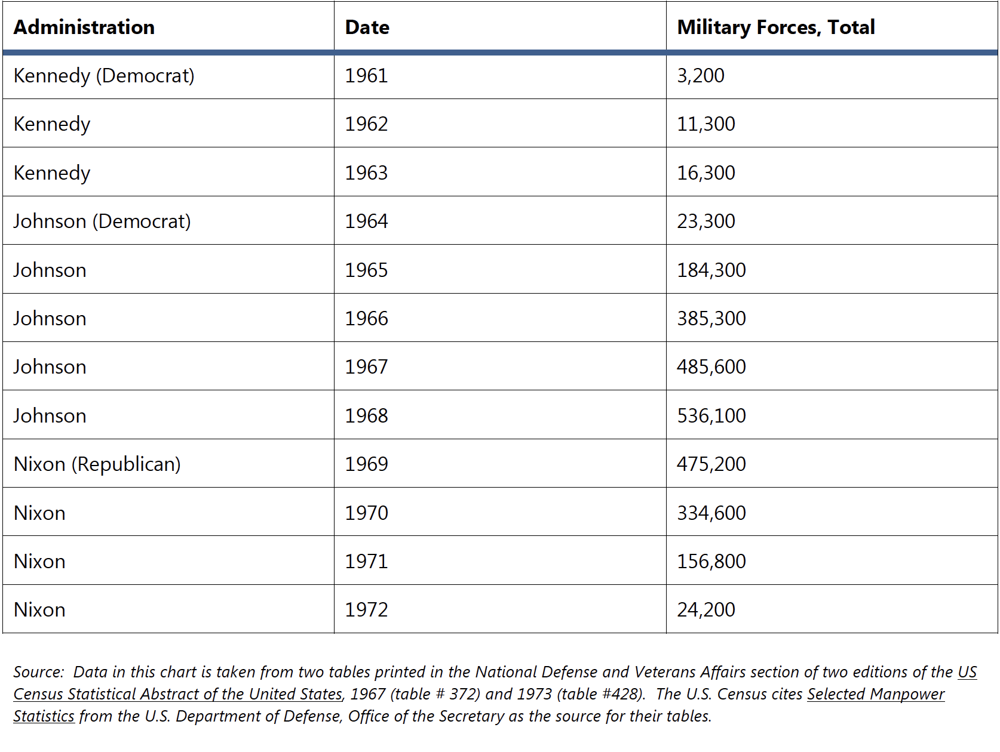 Administration Date Military Forces, Total
Kennedy (Democrat) 1961 3,200
Kennedy 1962 11,300
Kennedy 1963 16,300
Johnson (Democrat) 1964 23,300
Johnson 1965 184,300
Johnson 1966 385,300
Johnson 1967 485,600
Johnson 1968 536,100
Nixon (Republican) 1969 475,200
Nixon 1970 334,600
Nixon 1971 156,800
Nixon 1972 24,200
Source:  Data in this chart is taken from two tables printed in the National Defense and Veterans Affairs section of two editions of the US
Census Statistical Abstract of the United States, 1967 (table # 372) and 1973 (table #428).  The U.S. Census cites Selected Manpower
Statistics from the U.S. Department of Defense, Office of the Secretary as the source for their tables.